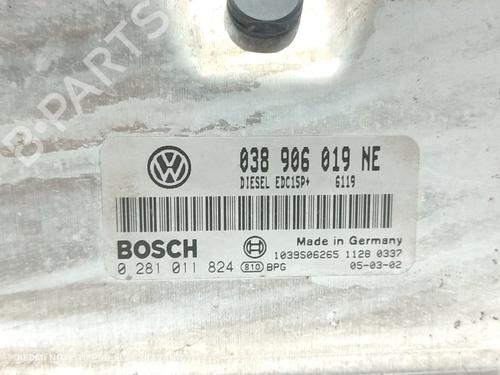 B-PARTS
038 906 019 NE
DIESEL EDC15P+ 6119
BOSCH
Made in Germany
1039S06265 1128 0337
0 281 011 824 810 BPG 05-03-02